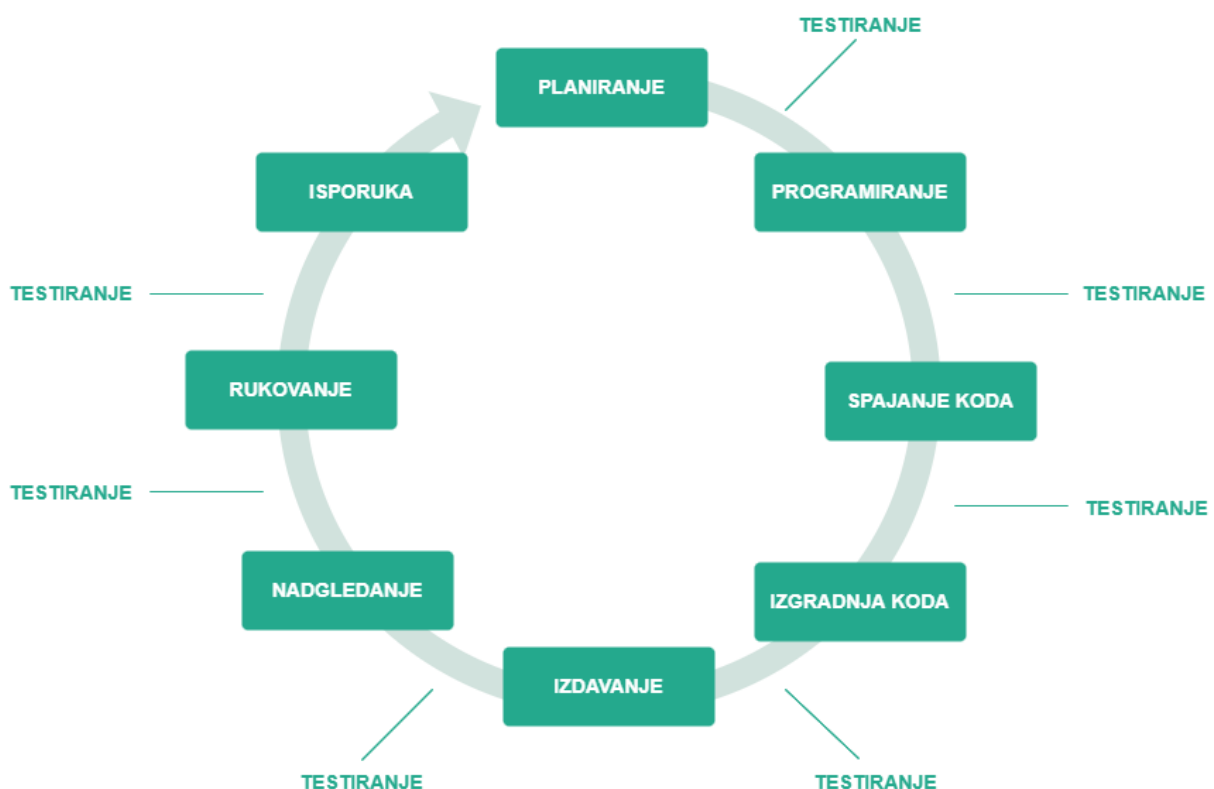 TESTIRANJE
PLANIRANJE
ISPORUKA
PROGRAMIRANJE
TESTIRANJE
TESTIRANJE
RUKOVANJE
SPAJANJE KODA
TESTIRANJE
TESTIRANJE
NADGLEDANJE
IZGRADNJA KODA
IZDAVANJE
TESTIRANJE
TESTIRANJE